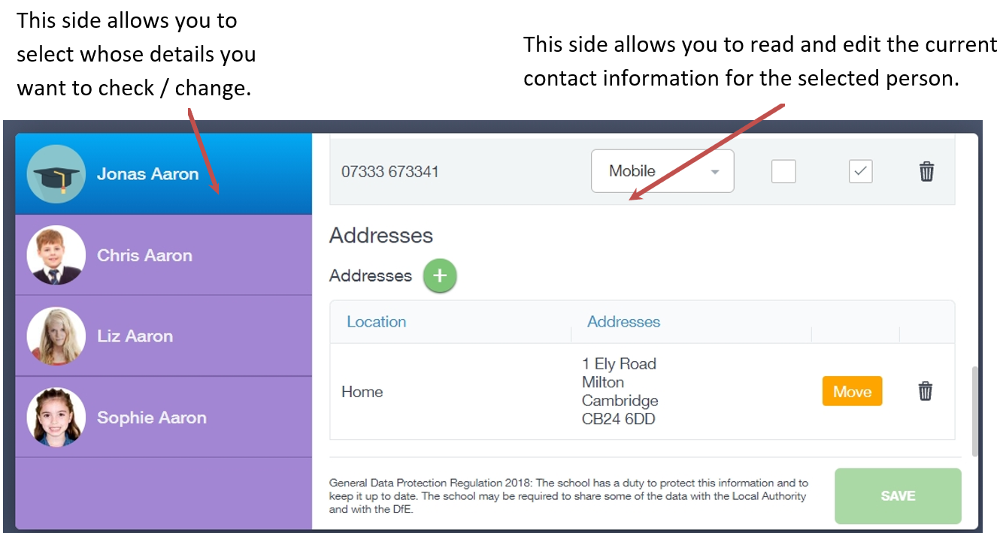 This side allows you to
select whose details you
want to check / change.
This side allows you to read and edit the current
contact information for the selected person.
Jonas Aaron
Chris Aaron
Liz Aaron
Sophie Aaron
07333 673341
Mobile
Addresses
Addresses
Location
Addresses
Home
1 Ely Road
Milton
Cambridge
CB24 6DD
Move
General Data Protection Regulation 2018: The school has a duty to protect this information and to
keep it up to date. The school may be required to share some of the data with the Local Authority
and with the DfE.
SAVE